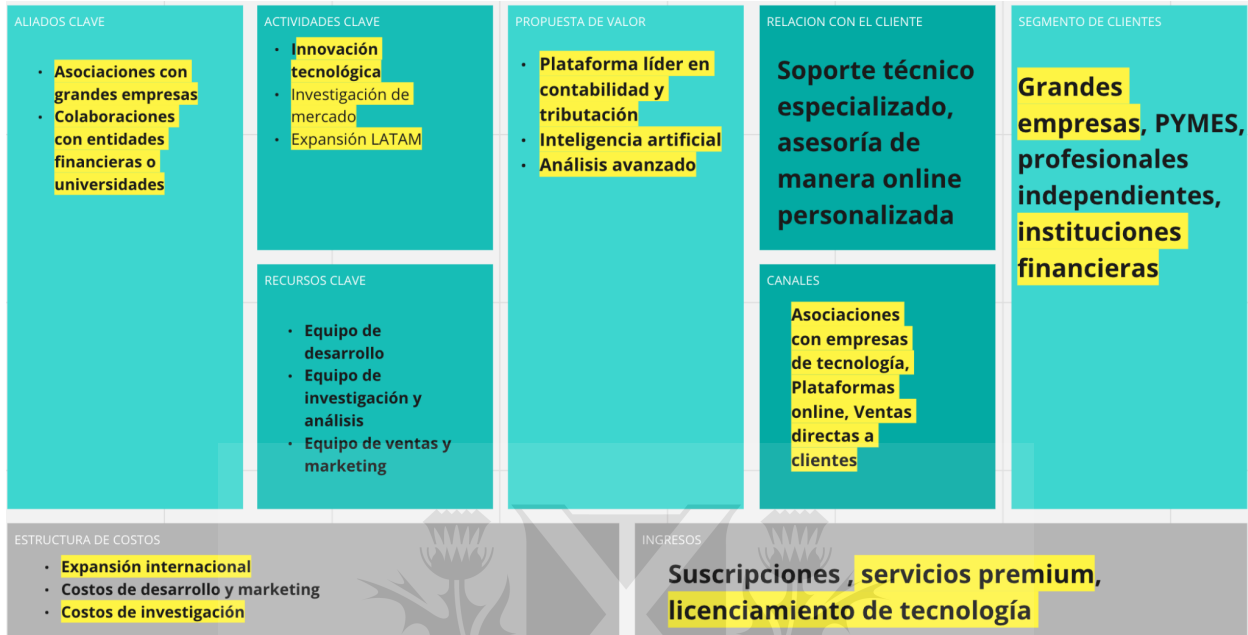 ALIADOS CLAVE
• Asociaciones con
grandes empresas
• Colaboraciones
con entidades
financieras o
universidades
ACTIVIDADES CLAVE
• Innovación
tecnológica
• Investigación de
mercado
• Expansión LATAM
RECURSOS CLAVE
• Equipo de
desarrollo
• Equipo de
investigación y
análisis
• Equipo de ventas y
marketing
PROPUESTA DE VALOR
• Plataforma líder en
contabilidad y
tributación
• Inteligencia artificial
• Análisis avanzado
RELACION CON EL CLIENTE
Soporte técnico
especializado,
asesoría de
manera online
personalizada
CANALES
Asociaciones
con empresas
de tecnología,
Plataformas
online, Ventas
directas a
clientes
SEGMENTO DE CLIENTES
Grandes
empresas, PYMES,
profesionales
independientes,
instituciones
financieras
ESTRUCTURA DE COSTOS
• Expansión internacional
• Costos de desarrollo y marketing
• Costos de investigación
INGRESOS
Suscripciones , servicios premium,
licenciamiento de tecnología